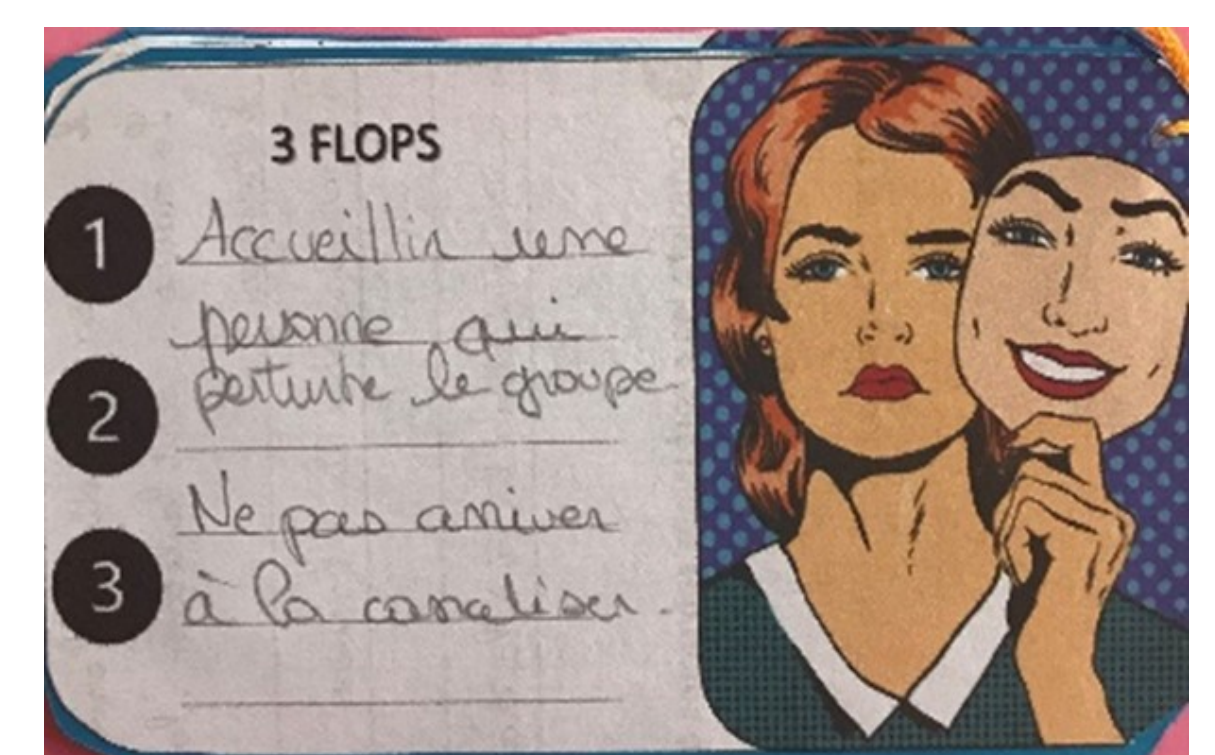 3 FLOPS
1
Accueillir une
personne qui
perturbe le groupe
2
Ne pas arriver
3
à la canaliser.